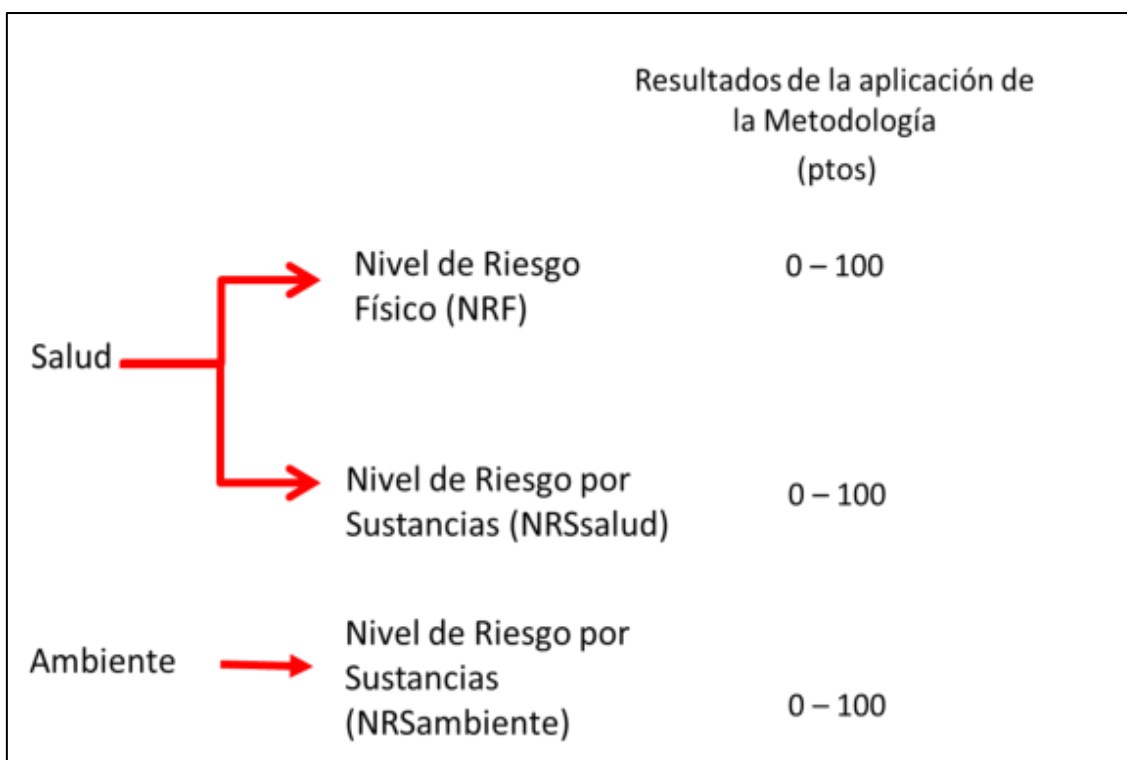 Resultados de la aplicación de
la Metodología
(ptos)
Salud
Nivel de Riesgo
Físico (NRF)
0 – 100
Nivel de Riesgo por
Sustancias (NRSsalud)
0 – 100
Ambiente
Nivel de Riesgo por
Sustancias
(NRSambiente)
0 – 100